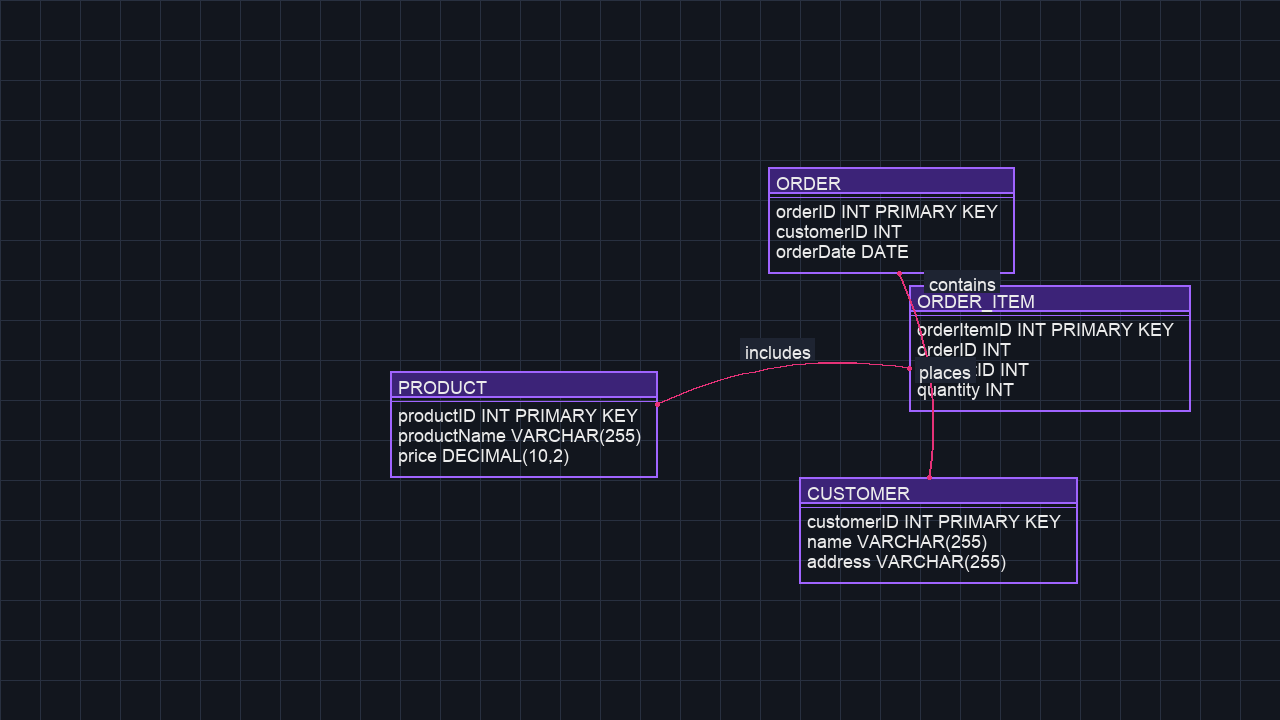 ORDER
orderID INT PRIMARY KEY
customerID INT
orderDate DATE
contains
ORDER_ITEM
orderItemID INT PRIMARY KEY
orderID INT
places ID INT
quantity INT
includes
PRODUCT
productID INT PRIMARY KEY
productName VARCHAR(255)
price DECIMAL(10,2)
CUSTOMER
customerID INT PRIMARY KEY
name VARCHAR(255)
address VARCHAR(255)